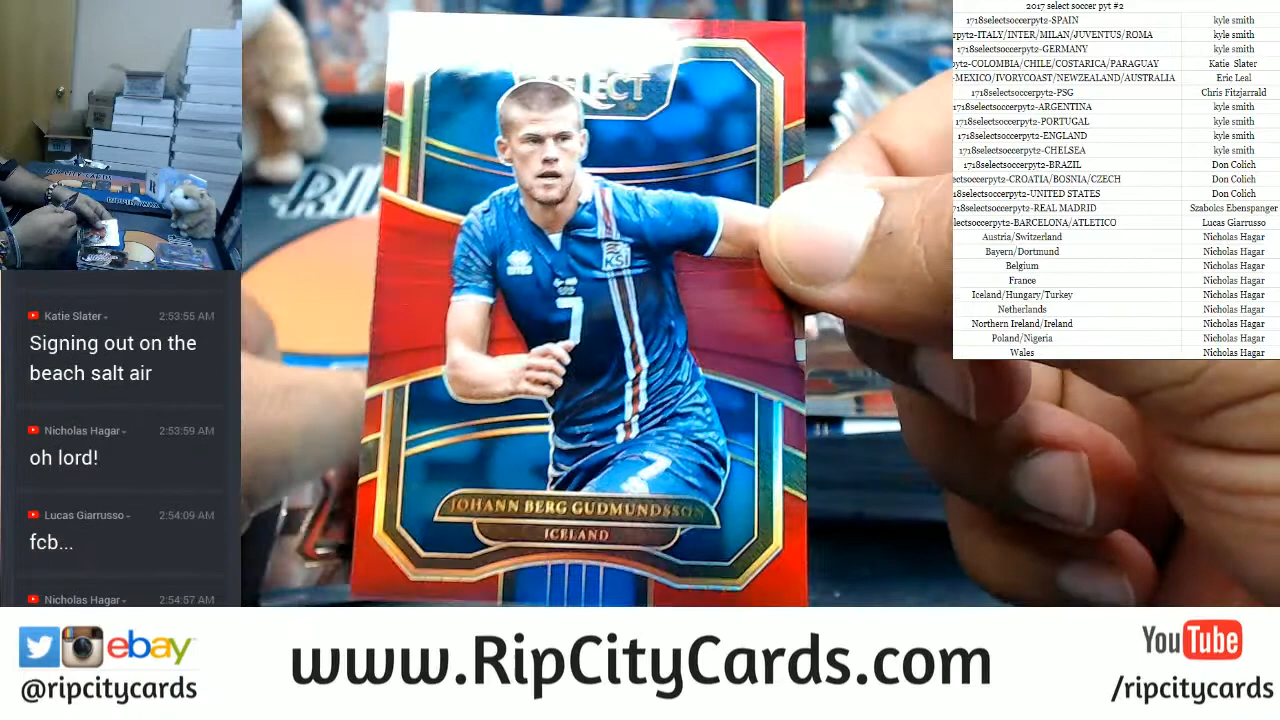 Katie Slater
2:53:55 AM
Signing out on the
beach salt air
Nicholas Hagar
2:53:59 AM
oh lord!
Lucas Giarrusso
2:54:09 AM
fcb...
Nicholas Hagar
2:54:57 AM
KSI
7
7
JOHANN BERG GUDMUNDSSON
ICELAND
2017 select soccer pyt #2
1718selectsoccerpyt2-SPAIN kyle smith
pyt2-ITALY/INTER/MILAN/JUVENTUS/ROMA kyle smith
1718selectsoccerpyt2-GERMANY kyle smith
pyt2-COLOMBIA/CHILE/COSTARICA/PARAGUAY Katie Slater
-MEXICO/IVORYCOAST/NEWZEALAND/AUSTRALIA Eric Leal
1718selectsoccerpyt2-PSG Chris Fitzjarrald
1718selectsoccerpyt2-ARGENTINA kyle smith
1718selectsoccerpyt2-PORTUGAL kyle smith
1718selectsoccerpyt2-ENGLAND kyle smith
1718selectsoccerpyt2-CHELSEA kyle smith
1718selectsoccerpyt2-BRAZIL Don Colich
ectsoccerpyt2-CROATIA/BOSNIA/CZECH Don Colich
18selectsoccerpyt2-UNITED STATES Don Colich
718selectsoccerpyt2-REAL MADRID Szabolcs Ebenspanger
lectsoccerpyt2-BARCELONA/ATLETICO Lucas Giarrusso
Austria/Switzerland Nicholas Hagar
Bayern/Dortmund Nicholas Hagar
Belgium Nicholas Hagar
France Nicholas Hagar
Iceland/Hungary/Turkey Nicholas Hagar
Netherlands Nicholas Hagar
Northern Ireland/Ireland Nicholas Hagar
Poland/Nigeria Nicholas Hagar
Wales Nicholas Hagar
ebay
@ripcitycards
www.RipCityCards.com
YouTube
/ripcitycards